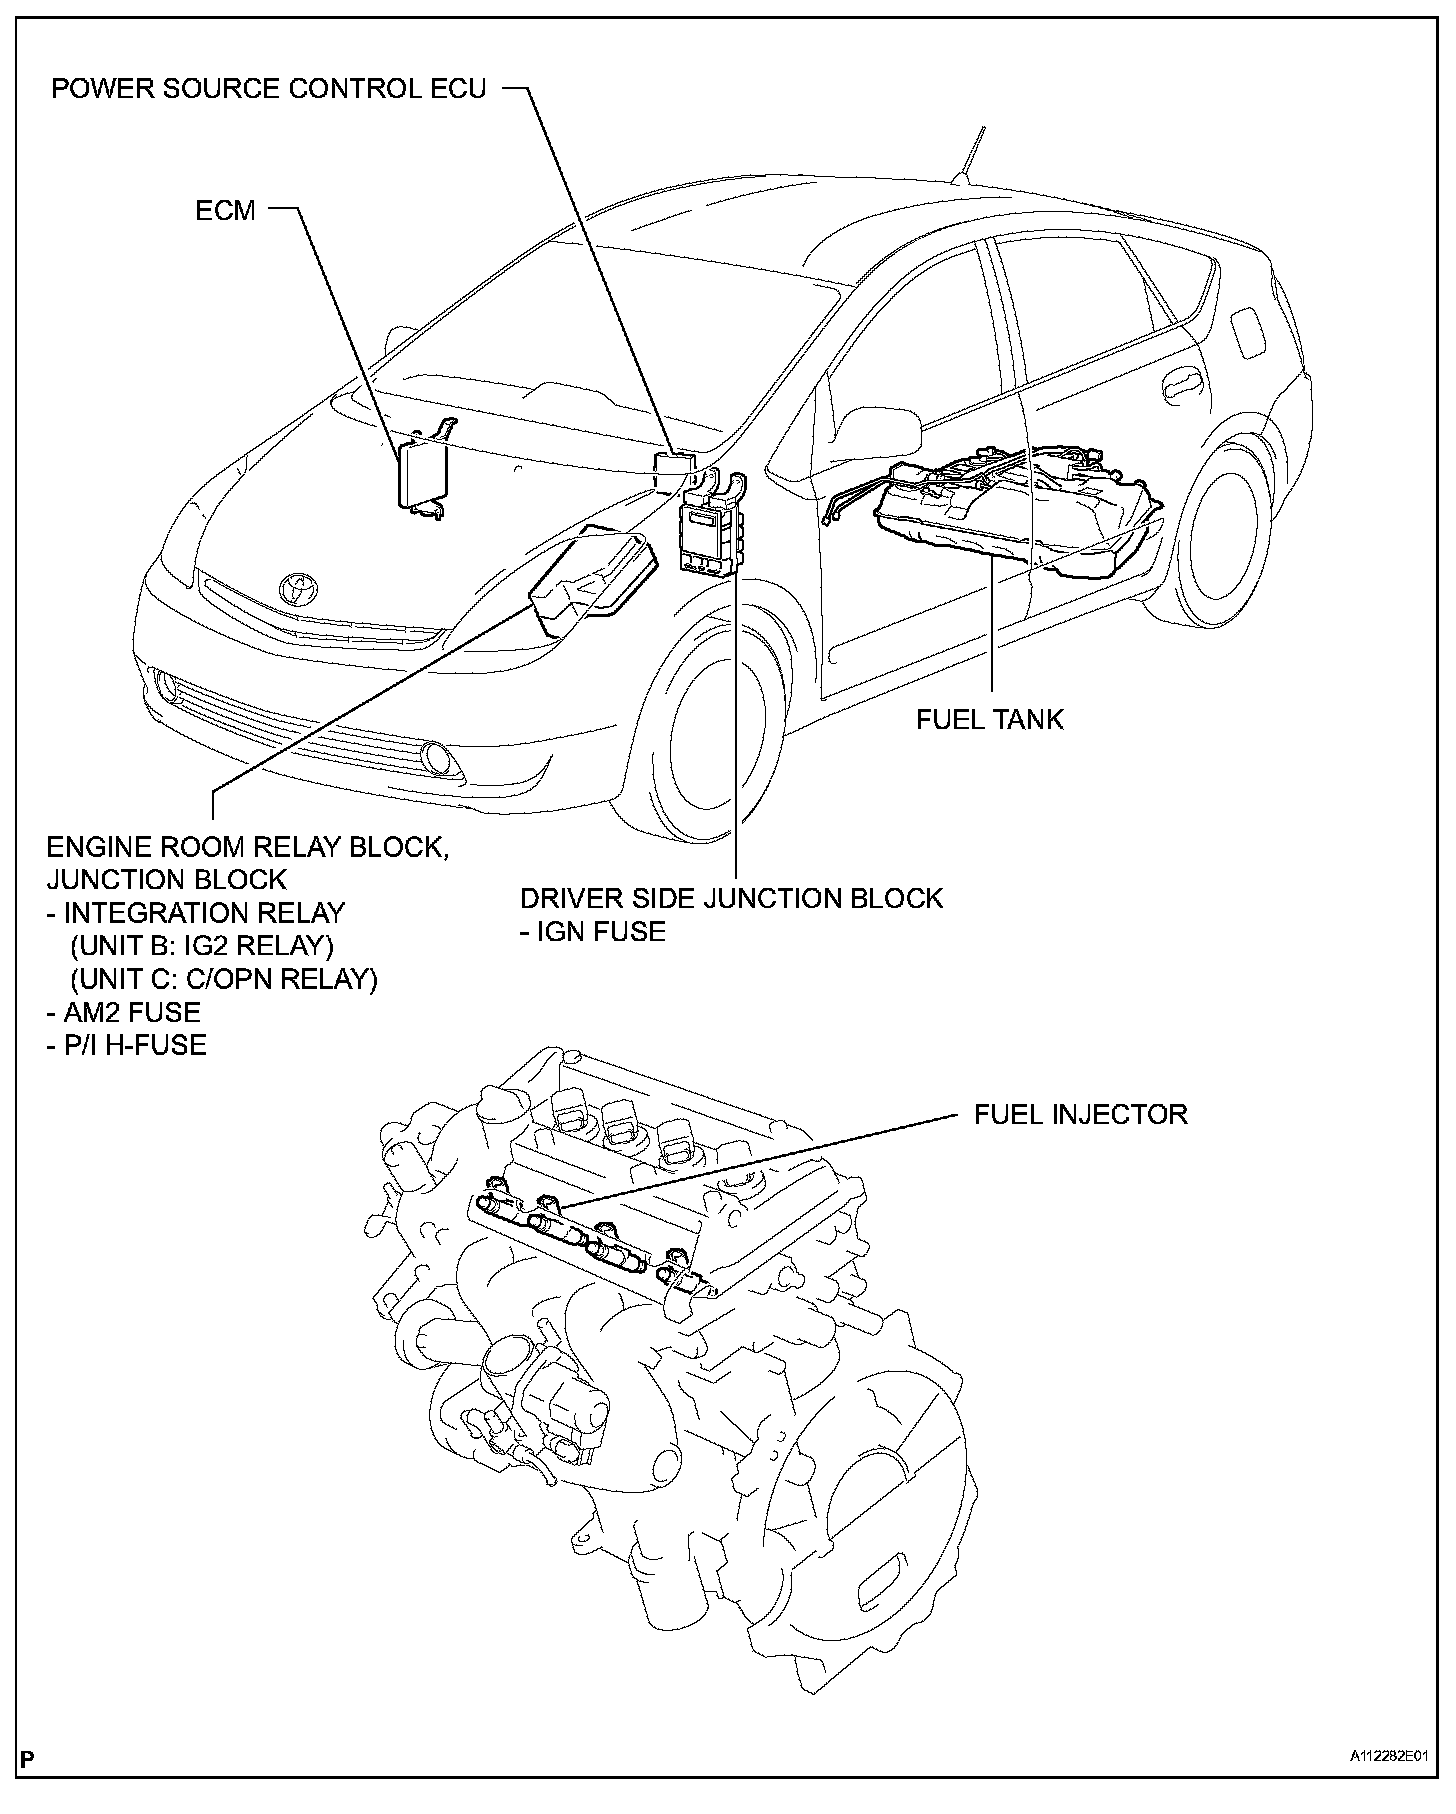 POWER SOURCE CONTROL ECU
ECM
FUEL TANK
ENGINE ROOM RELAY BLOCK,
JUNCTION BLOCK
- INTEGRATION RELAY
(UNIT B: IG2 RELAY)
(UNIT C: C/OPN RELAY)
- AM2 FUSE
- P/I H-FUSE
DRIVER SIDE JUNCTION BLOCK
- IGN FUSE
FUEL INJECTOR
P
A112282E01